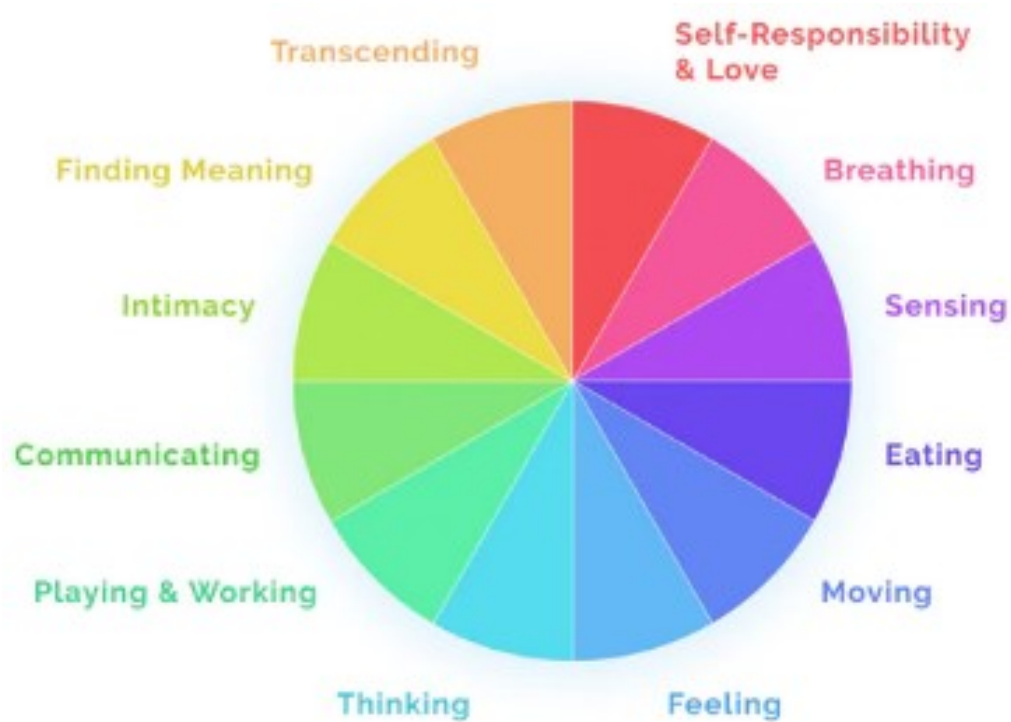 Transcending
Self-Responsibility
& Love
Finding Meaning
Breathing
Intimacy
Sensing
Communicating
Eating
Playing & Working
Moving
Thinking
Feeling